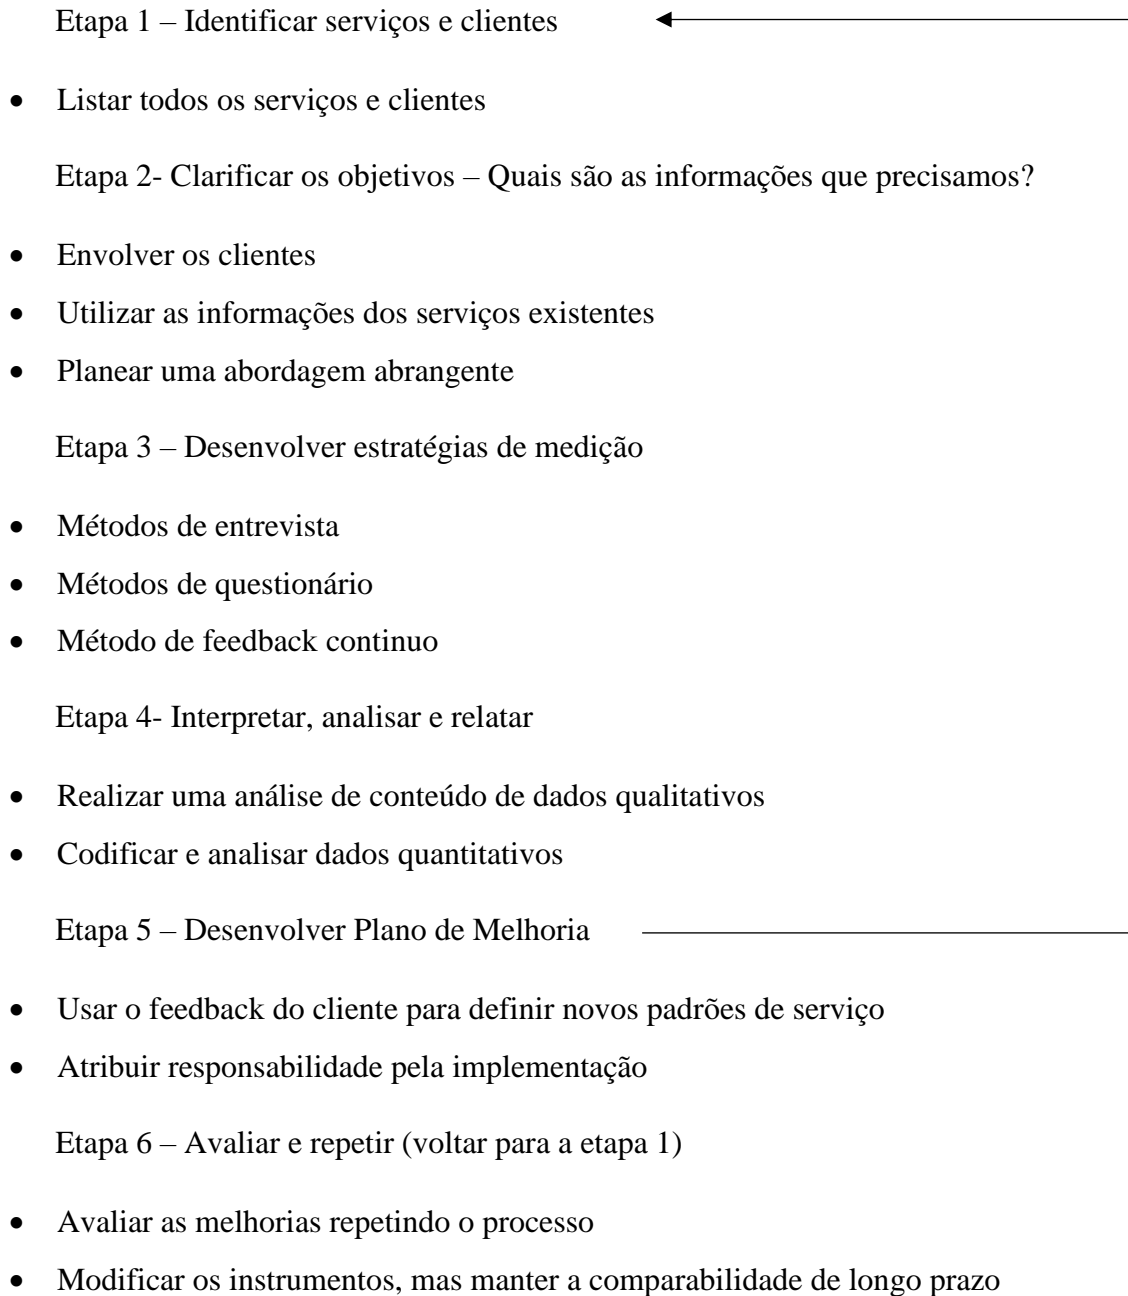 Etapa 1 – Identificar serviços e clientes
• Listar todos os serviços e clientes
Etapa 2- Clarificar os objetivos – Quais são as informações que precisamos?
• Envolver os clientes
• Utilizar as informações dos serviços existentes
• Planear uma abordagem abrangente
Etapa 3 – Desenvolver estratégias de medição
• Métodos de entrevista
• Métodos de questionário
• Método de feedback continuo
Etapa 4- Interpretar, analisar e relatar
• Realizar uma análise de conteúdo de dados qualitativos
• Codificar e analisar dados quantitativos
Etapa 5 – Desenvolver Plano de Melhoria
• Usar o feedback do cliente para definir novos padrões de serviço
• Atribuir responsabilidade pela implementação
Etapa 6 – Avaliar e repetir (voltar para a etapa 1)
• Avaliar as melhorias repetindo o processo
• Modificar os instrumentos, mas manter a comparabilidade de longo prazo